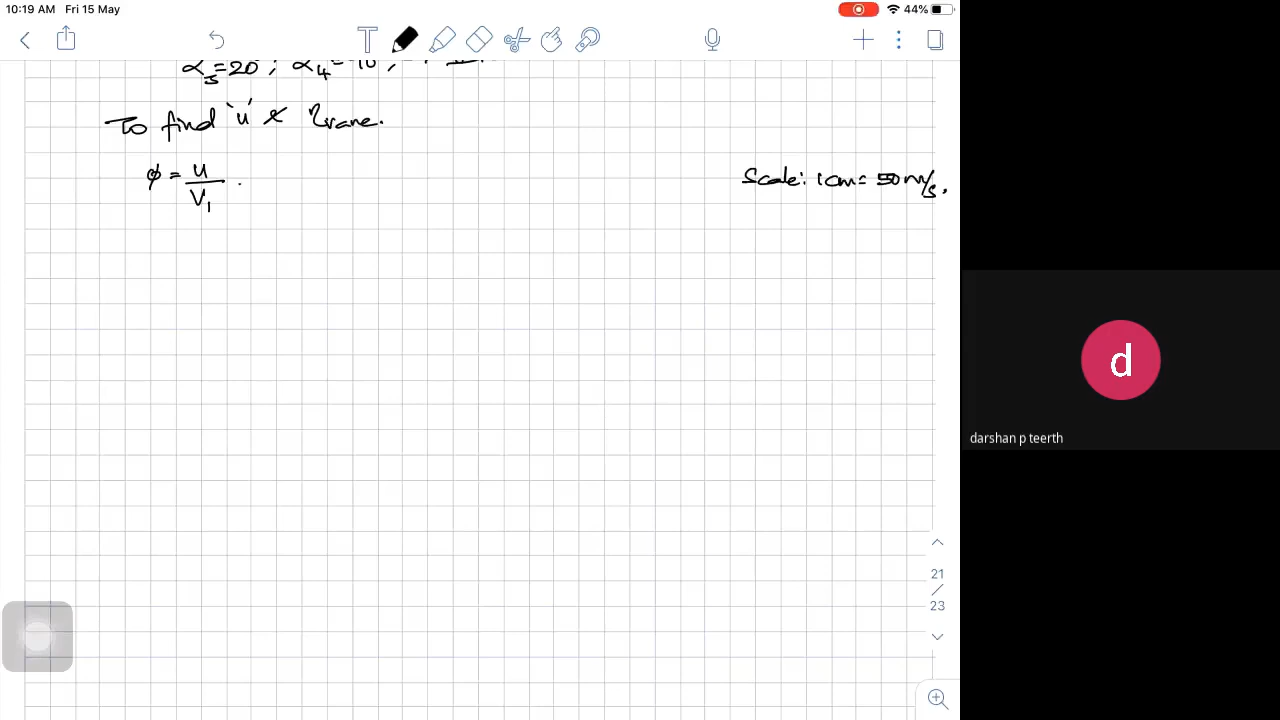 10:19 AM Fri 15 May
44%
α₃=20° ; α₄=
To find 'u' & ηvane.
ϕ = u / V₁
Scale: 1cm = 50 m/s.
d
darshan p teerth
21
/
23